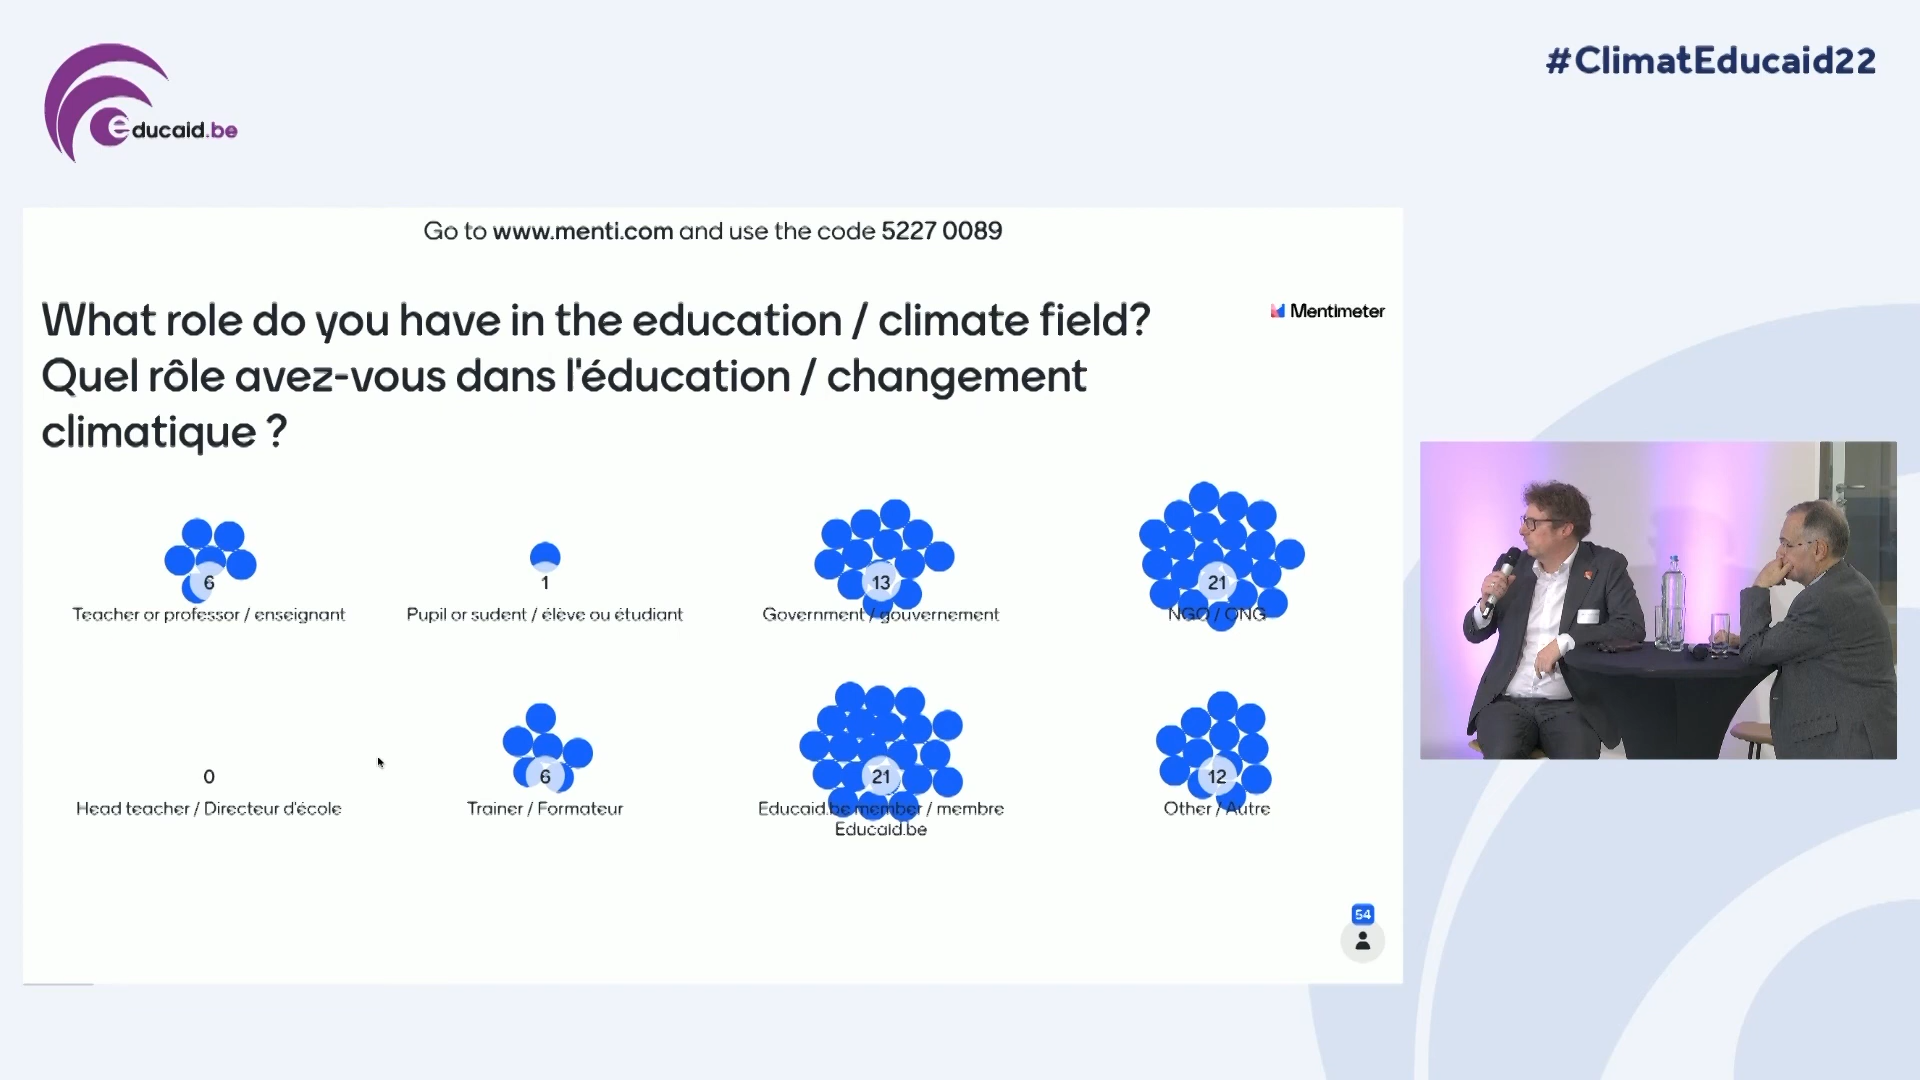 educaid.be
#ClimatEducaid22
Go to www.menti.com and use the code 5227 0089
What role do you have in the education / climate field?
Quel rôle avez-vous dans l'éducation / changement
climatique ?
Mentimeter
6
Teacher or professor / enseignant
1
Pupil or sudent / élève ou étudiant
13
Government / gouvernement
21
NGO / ONG
0
Head teacher / Directeur d'école
6
Trainer / Formateur
21
Educaid.be member / membre
Educaid.be
12
Other / Autre
54